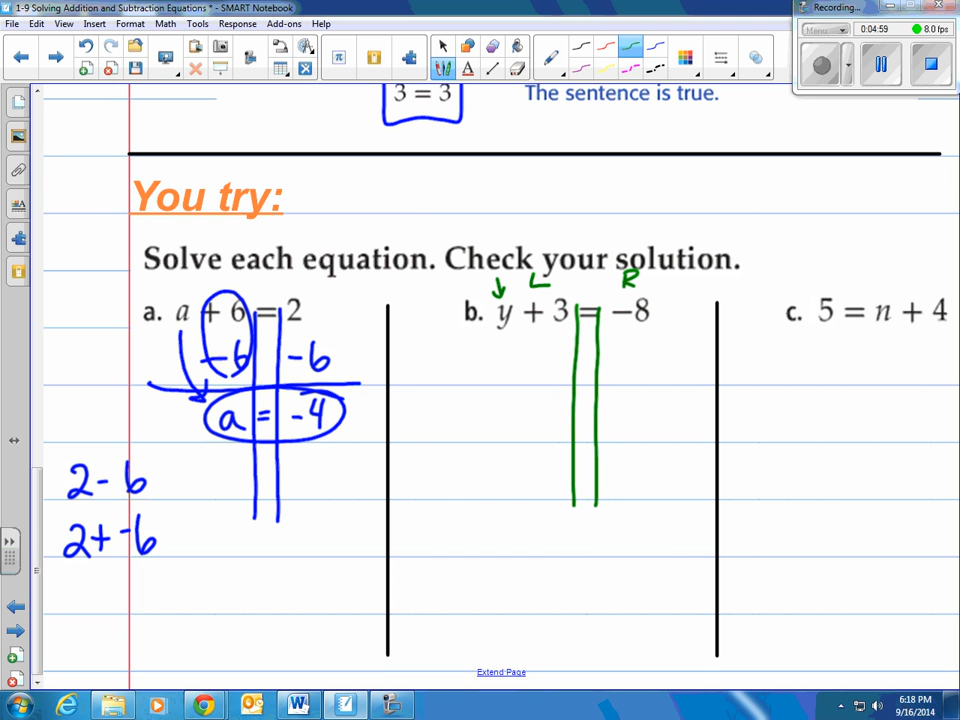 1-9 Solving Addition and Subtraction Equations * - SMART Notebook
Recording...
File Edit View Insert Format Math Tools Response Add-ons Help
Menu
0:04:59
8.0 fps
3 = 3
The sentence is true.
You try:
Solve each equation. Check your solution.
L R
a. a + 6 = 2
b. y + 3 = −8
c. 5 = n + 4
-6 -6
a = -4
2- 6
2+ -6
Extend Page
6:18 PM
9/16/2014